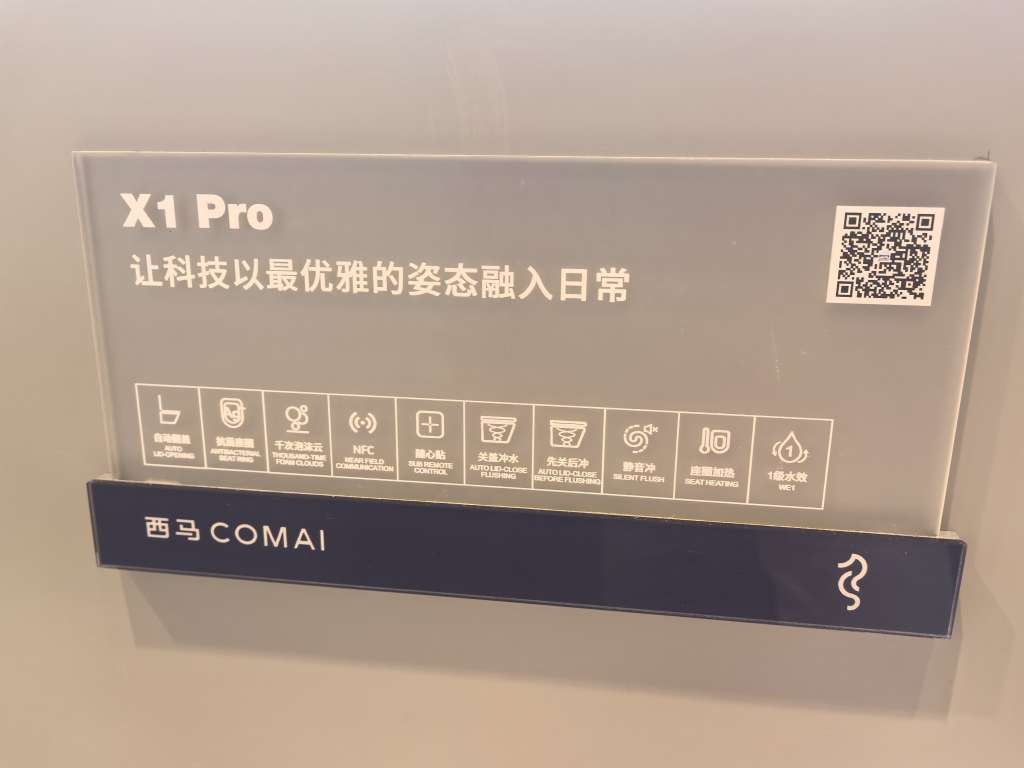 X1 Pro
让科技以最优雅的姿态融入日常
自动翻盖
AUTO
LID-OPENING
Ag
抗菌座圈
ANTIBACTERIAL
SEAT RING
千次泡沫云
THOUSAND-TIME
FOAM CLOUDS
NFC
NEAR FIELD
COMMUNICATION
随心贴
SUB REMOTE
CONTROL
关盖冲水
AUTO LID-CLOSE
FLUSHING
先关后冲
AUTO LID-CLOSE
BEFORE FLUSHING
静音冲
SILENT FLUSH
座圈加热
SEAT HEATING
1
1级水效
WE1
西马 COMAI